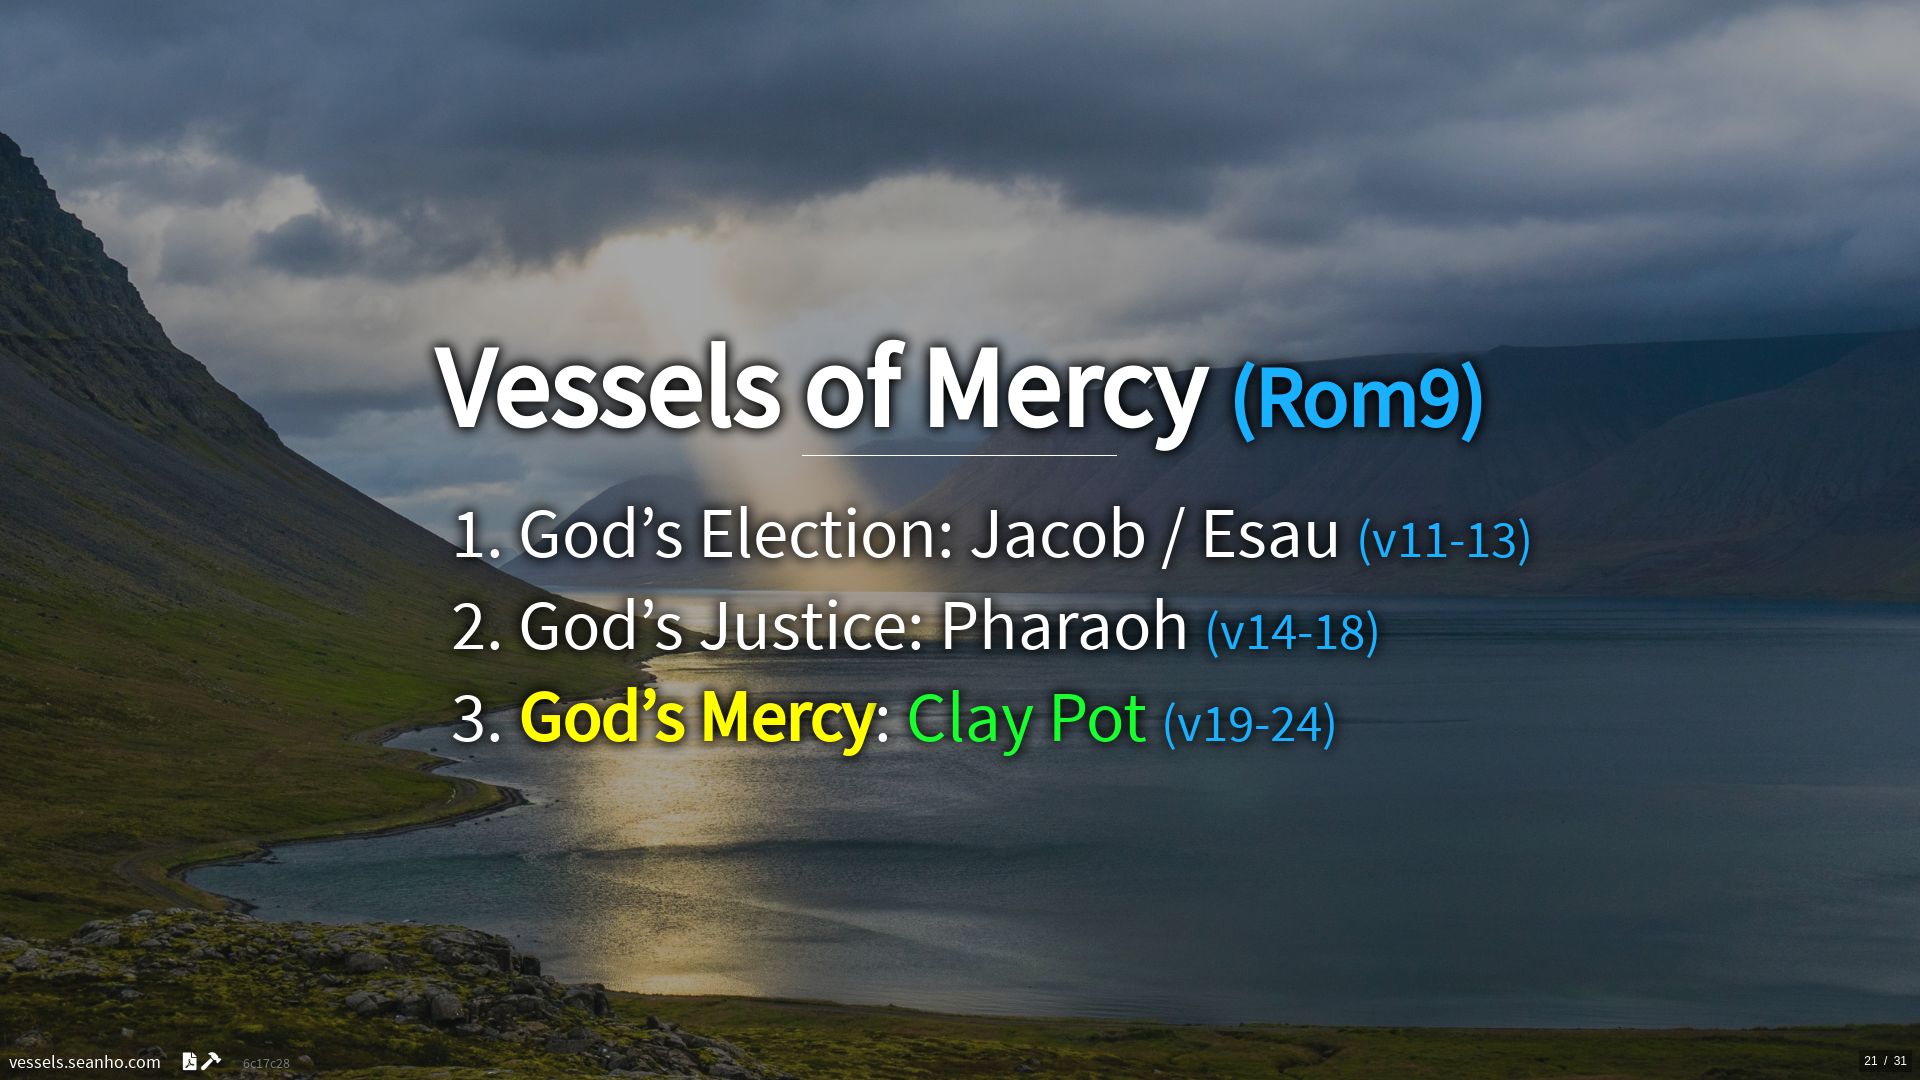 Vessels of Mercy (Rom9)
1. God’s Election: Jacob / Esau (v11-13)
2. God’s Justice: Pharaoh (v14-18)
3. God’s Mercy: Clay Pot (v19-24)
vessels.seanho.com 6c17c28
21 / 31